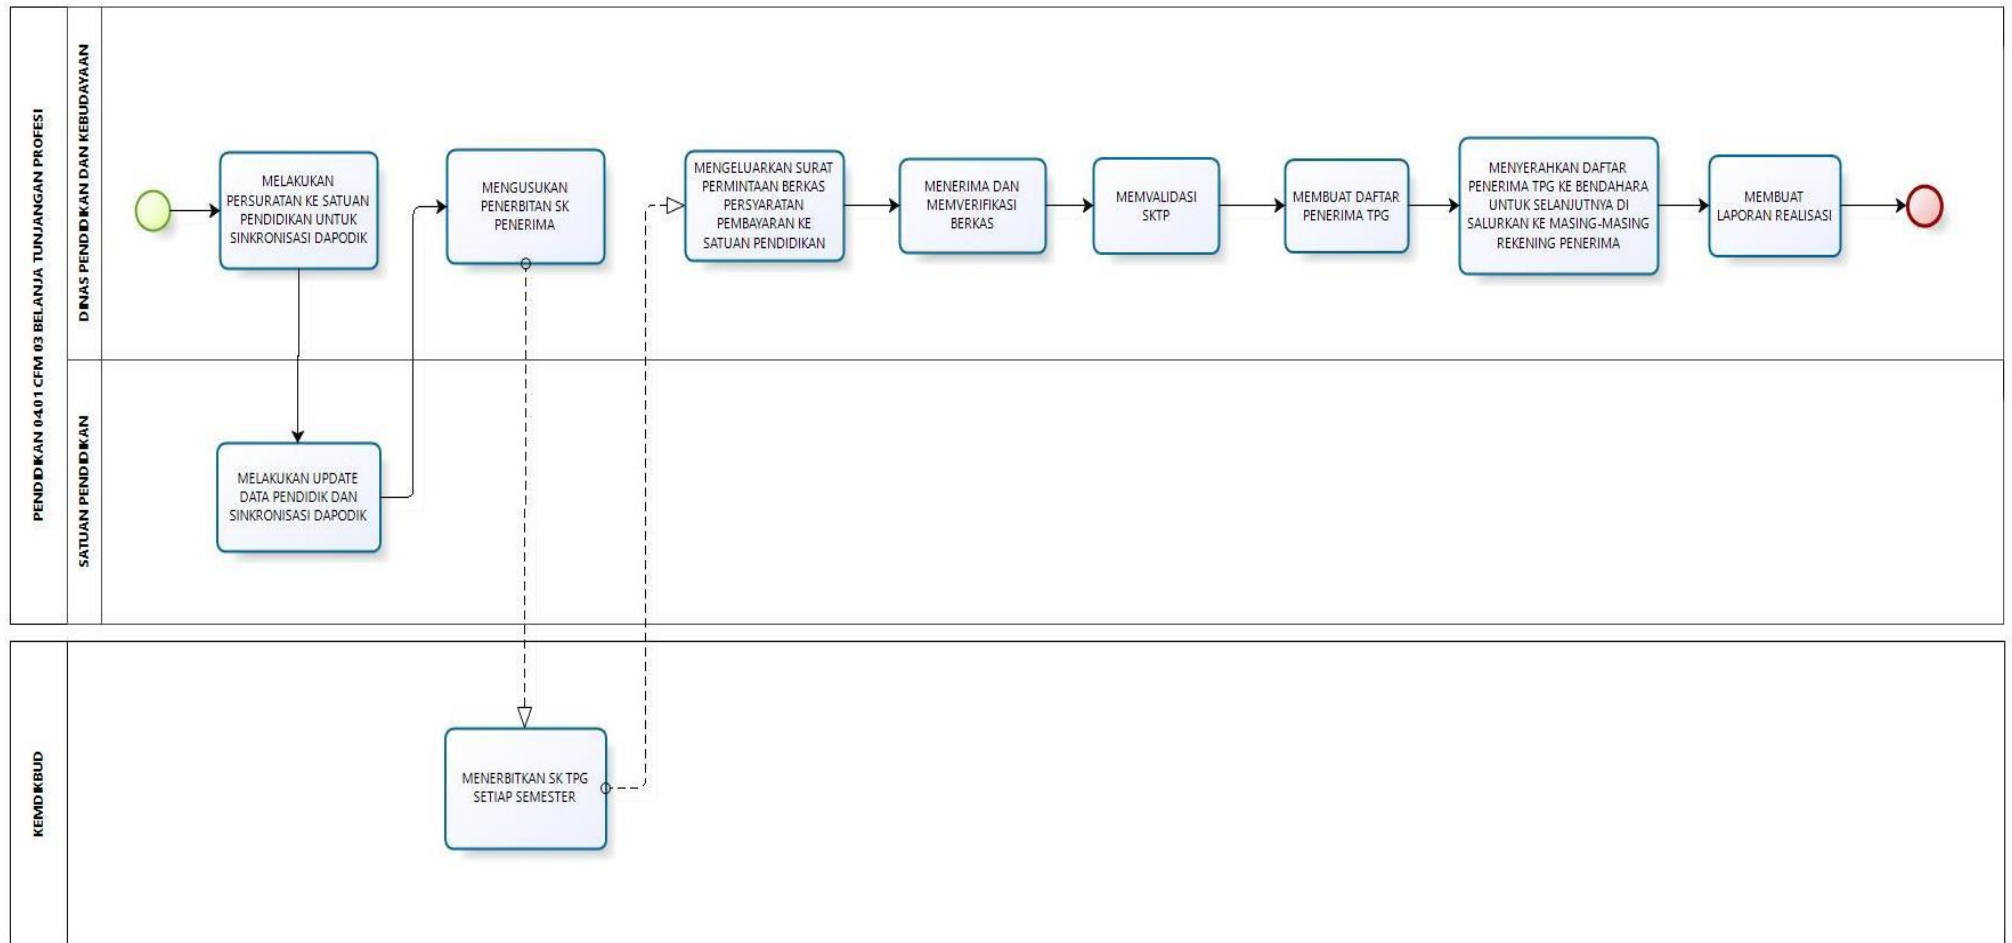 PENDIDIKAN 04.01 CFM 03 BELANJA TUNJANGAN PROFESI
DINAS PENDIDIKAN DAN KEBUDAYAAN
MELAKUKAN
PERSURATAN KE SATUAN
PENDIDIKAN UNTUK
SINKRONISASI DAPODIK
MENGUSUKAN
PENERBITAN SK
PENERIMA
MENGELUARKAN SURAT
PERMINTAAN BERKAS
PERSYARATAN
PEMBAYARAN KE
SATUAN PENDIDIKAN
MENERIMA DAN
MEMVERIFIKASI
BERKAS
MEMVALIDASI
SKTP
MEMBUAT DAFTAR
PENERIMA TPG
MENYERAHKAN DAFTAR
PENERIMA TPG KE BENDAHARA
UNTUK SELANJUTNYA DI
SALURKAN KE MASING-MASING
REKENING PENERIMA
MEMBUAT
LAPORAN REALISASI
SATUAN PENDIDIKAN
MELAKUKAN UPDATE
DATA PENDIDIK DAN
SINKRONISASI DAPODIK
KEMDIKBUD
MENERBITKAN SK TPG
SETIAP SEMESTER